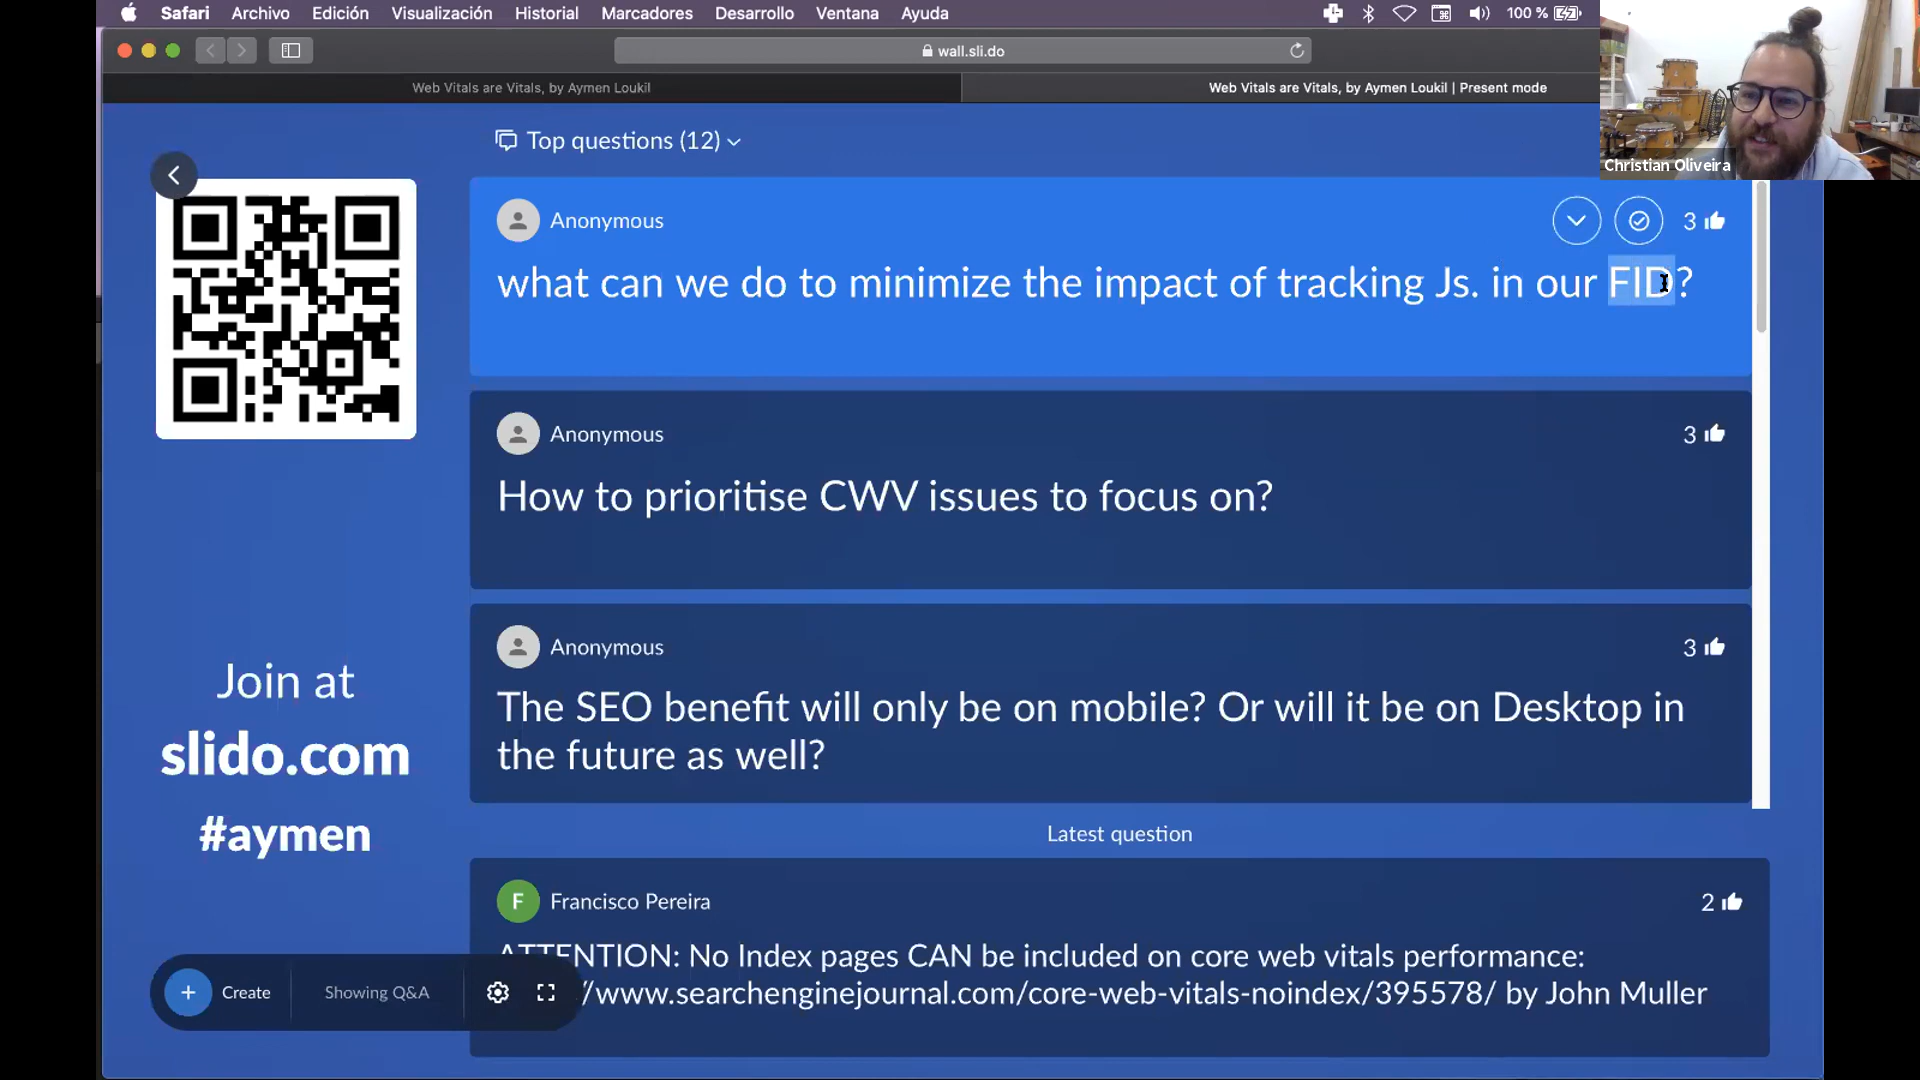 Safari Archivo Edición Visualización Historial Marcadores Desarrollo Ventana Ayuda 100 %
wall.sli.do
Web Vitals are Vitals, by Aymen Loukil
Web Vitals are Vitals, by Aymen Loukil | Present mode
Christian Oliveira
Top questions (12)
Anonymous
3
what can we do to minimize the impact of tracking Js. in our FID?
Anonymous
3
How to prioritise CWV issues to focus on?
Anonymous
3
The SEO benefit will only be on mobile? Or will it be on Desktop in
the future as well?
Join at
slido.com
#aymen
Latest question
F
Francisco Pereira
2
ATTENTION: No Index pages CAN be included on core web vitals performance:
//www.searchenginejournal.com/core-web-vitals-noindex/395578/ by John Muller
+ Create
Showing Q&A